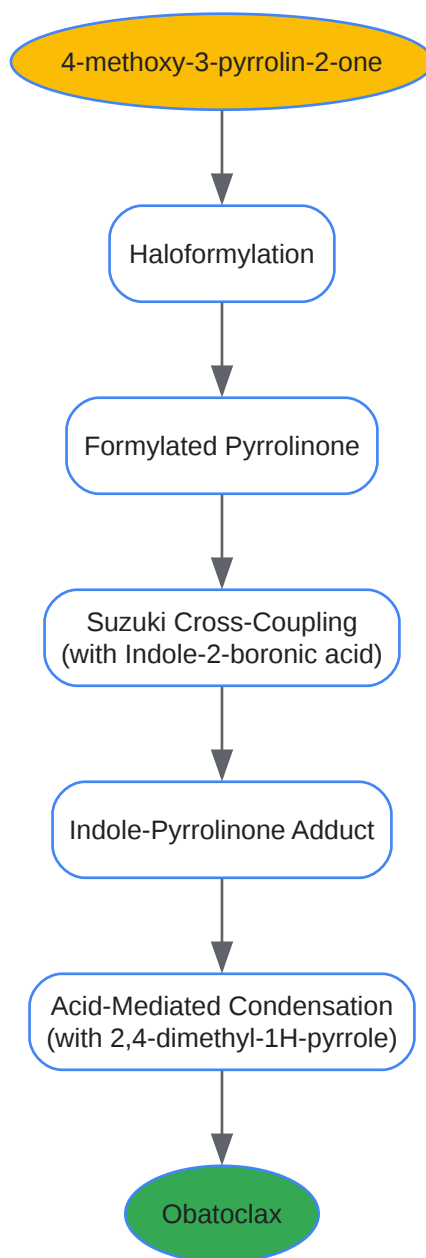 4-methoxy-3-pyrrolin-2-one
Haloformylation
Formylated Pyrrolinone
Suzuki Cross-Coupling
(with Indole-2-boronic acid)
Indole-Pyrrolinone Adduct
Acid-Mediated Condensation
(with 2,4-dimethyl-1H-pyrrole)
Obatoclax